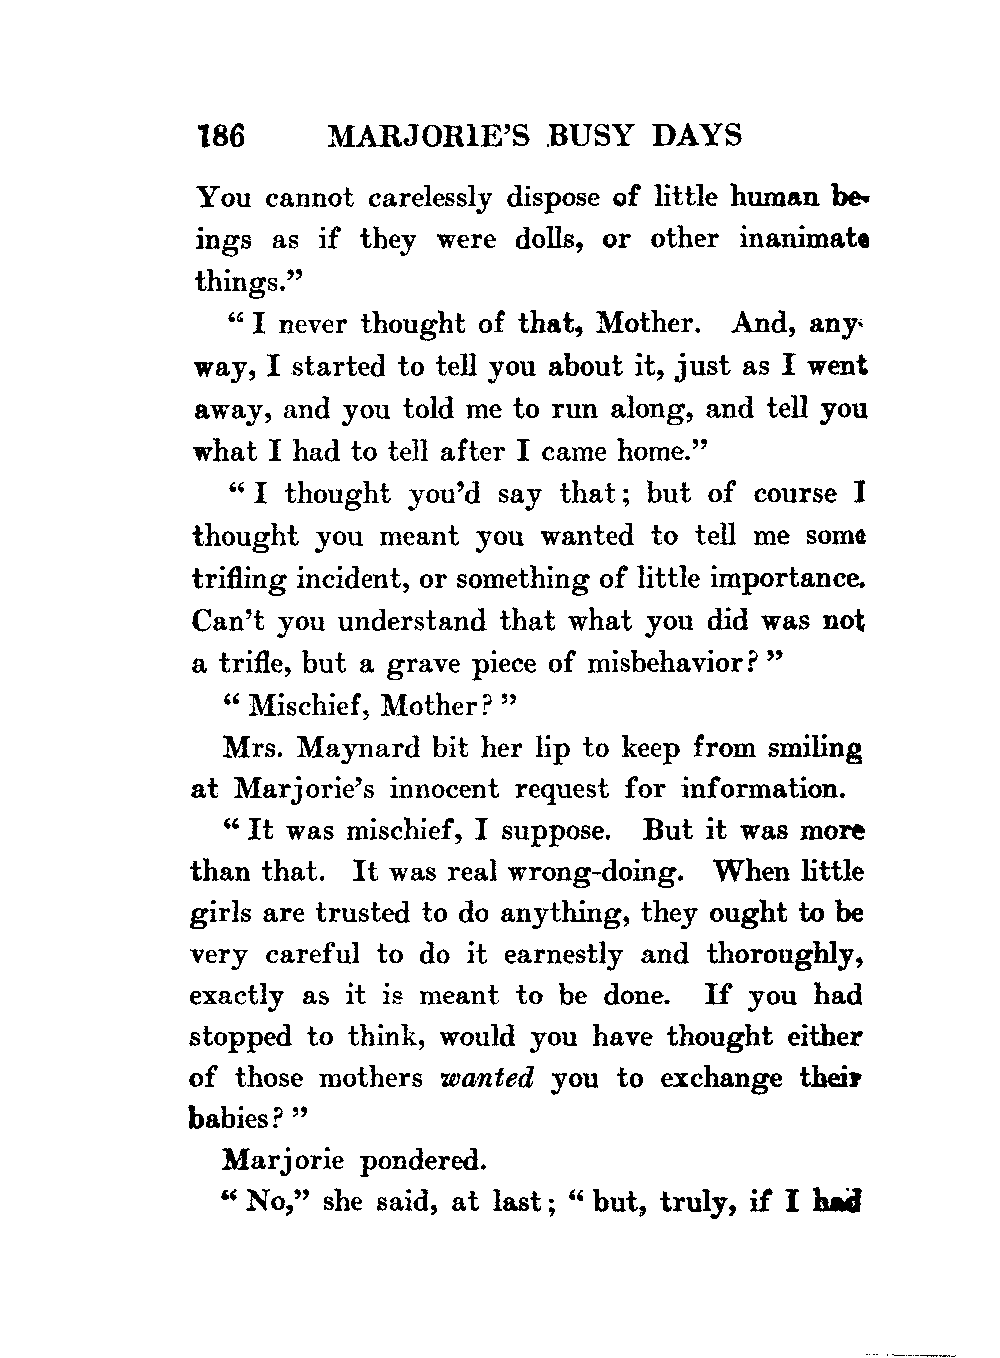 186 MARJORIE'S BUSY DAYS
You cannot carelessly dispose of little human be-
ings as if they were dolls, or other inanimate
things."
"I never thought of that, Mother. And, any-
way, I started to tell you about it, just as I went
away, and you told me to run along, and tell you
what I had to tell after I came home."
"I thought you'd say that; but of course I
thought you meant you wanted to tell me some
trifling incident, or something of little importance.
Can't you understand that what you did was not
a trifle, but a grave piece of misbehavior?"
"Mischief, Mother?"
Mrs. Maynard bit her lip to keep from smiling
at Marjorie's innocent request for information.
"It was mischief, I suppose. But it was more
than that. It was real wrong-doing. When little
girls are trusted to do anything, they ought to be
very careful to do it earnestly and thoroughly,
exactly as it is meant to be done. If you had
stopped to think, would you have thought either
of those mothers wanted you to exchange their
babies?"
Marjorie pondered.
"No," she said, at last; "but, truly, if I had